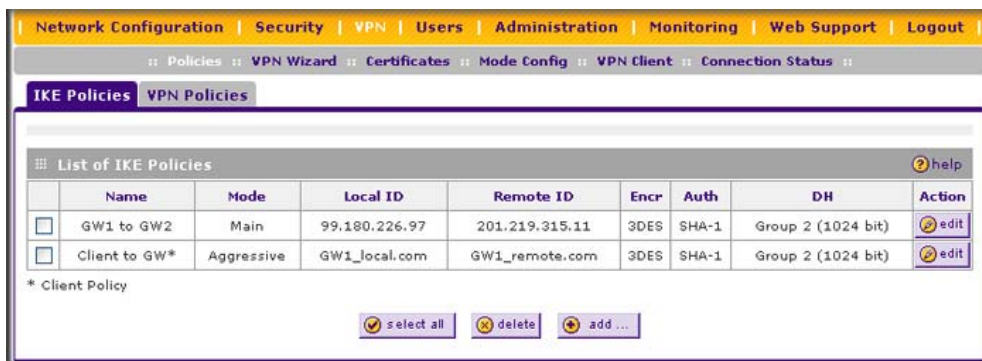 Network Configuration | Security | VPN | Users | Administration | Monitoring | Web Support | Logout
:: Policies :: VPN Wizard :: Certificates :: Mode Config :: VPN Client :: Connection Status ::
IKE Policies VPN Policies
List of IKE Policies help
Name Mode Local ID Remote ID Encr Auth DH Action
GW1 to GW2 Main 99.180.226.97 201.219.315.11 3DES SHA-1 Group 2 (1024 bit) edit
Client to GW* Aggressive GW1_local.com GW1_remote.com 3DES SHA-1 Group 2 (1024 bit) edit
* Client Policy
select all delete add ...